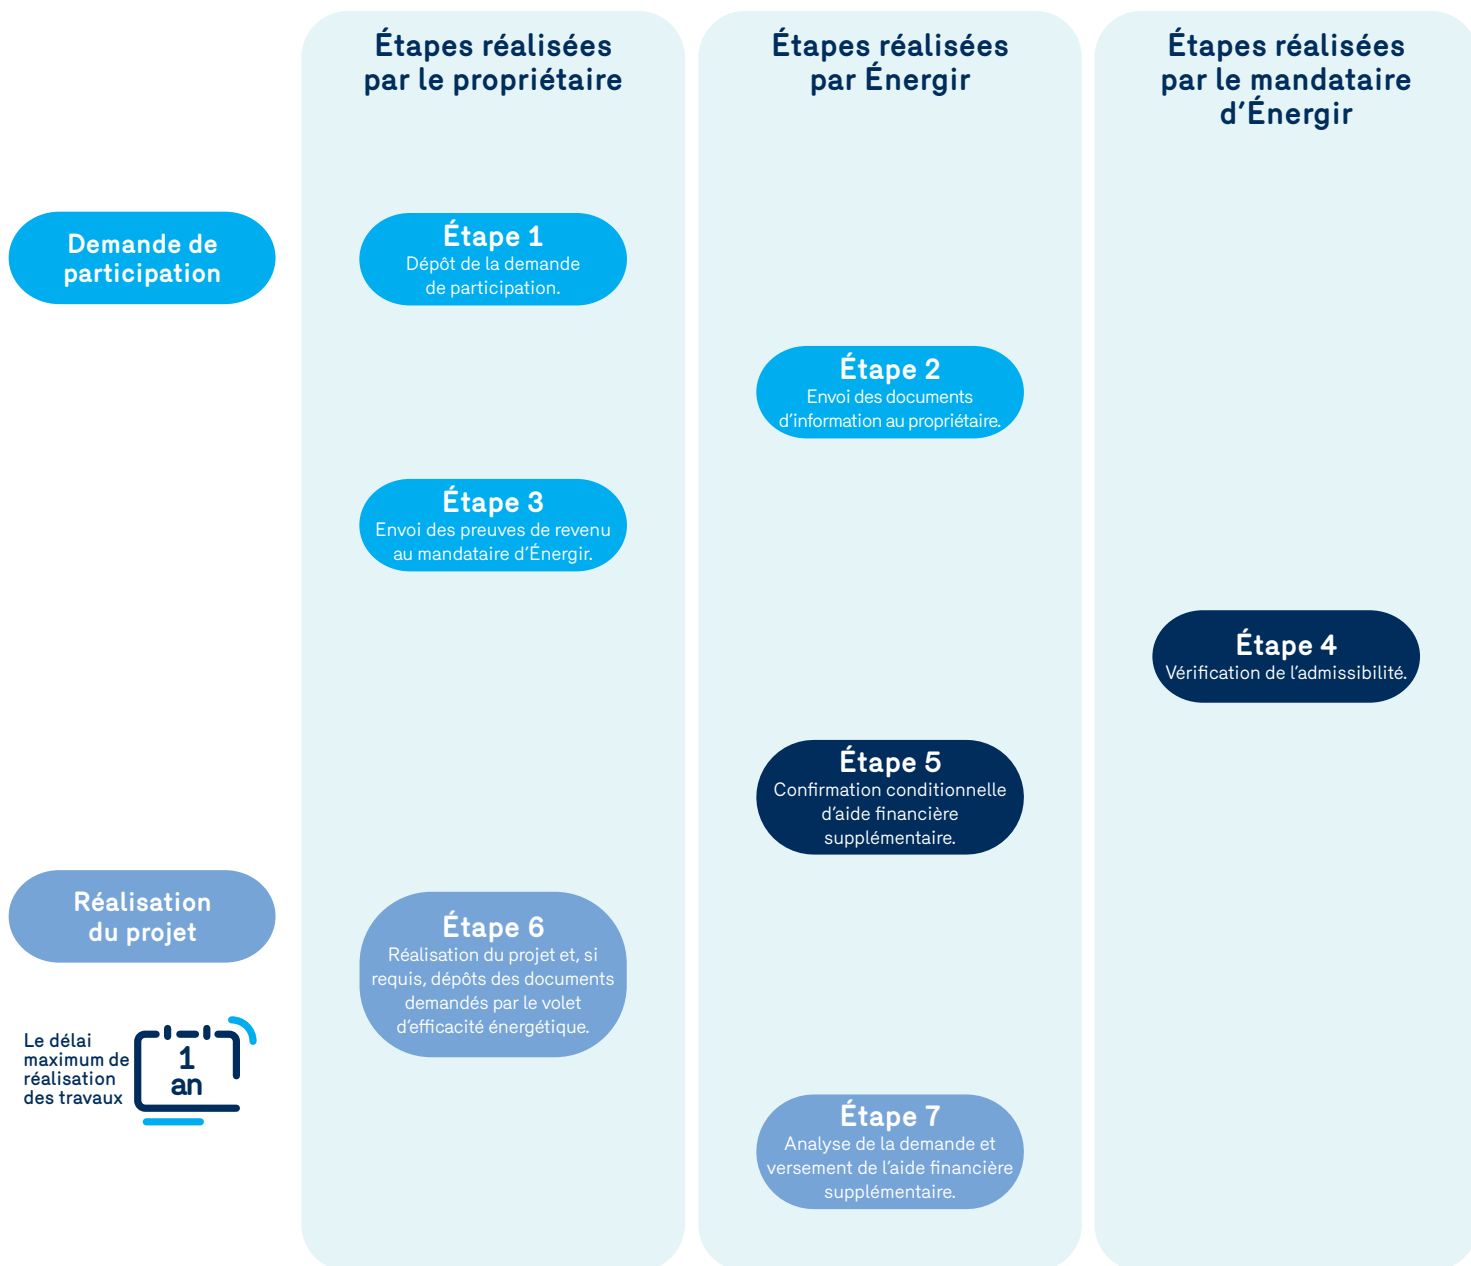 Étapes réalisées
par le propriétaire
Étapes réalisées
par Énergir
Étapes réalisées
par le mandataire
d’Énergir
Demande de
participation
Étape 1
Dépôt de la demande
de participation.
Étape 2
Envoi des documents
d’information au propriétaire.
Étape 3
Envoi des preuves de revenu
au mandataire d’Énergir.
Étape 4
Vérification de l’admissibilité.
Étape 5
Confirmation conditionnelle
d’aide financière
supplémentaire.
Réalisation
du projet
Étape 6
Réalisation du projet et, si
requis, dépôts des documents
demandés par le volet
d’efficacité énergétique.
Le délai
maximum de
réalisation
des travaux
1
an
Étape 7
Analyse de la demande et
versement de l’aide financière
supplémentaire.